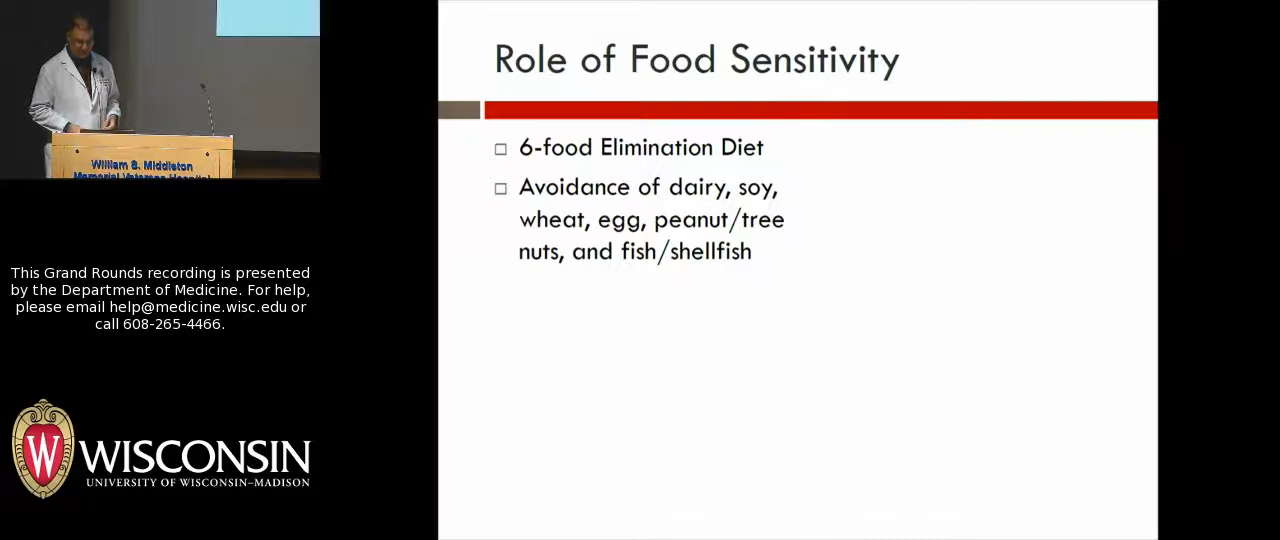 Role of Food Sensitivity
6-food Elimination Diet
Avoidance of dairy, soy,
wheat, egg, peanut/tree
nuts, and fish/shellfish
William S. Middleton
Memorial Veterans Hospital
This Grand Rounds recording is presented
by the Department of Medicine. For help,
please email help@medicine.wisc.edu or
call 608-265-4466.
W
WISCONSIN
UNIVERSITY OF WISCONSIN–MADISON